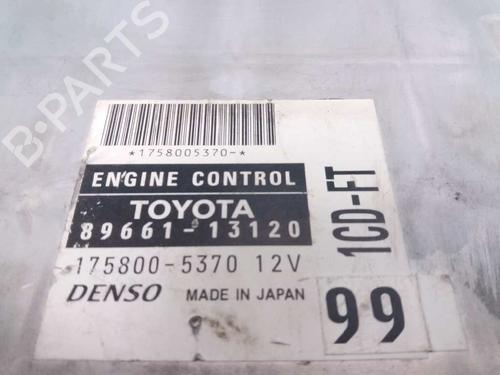 B-PARTS
*1758005370-*
ENGINE CONTROL
TOYOTA
89661-13120
175800-5370 12V
DENSO MADE IN JAPAN
1CD-FT
99